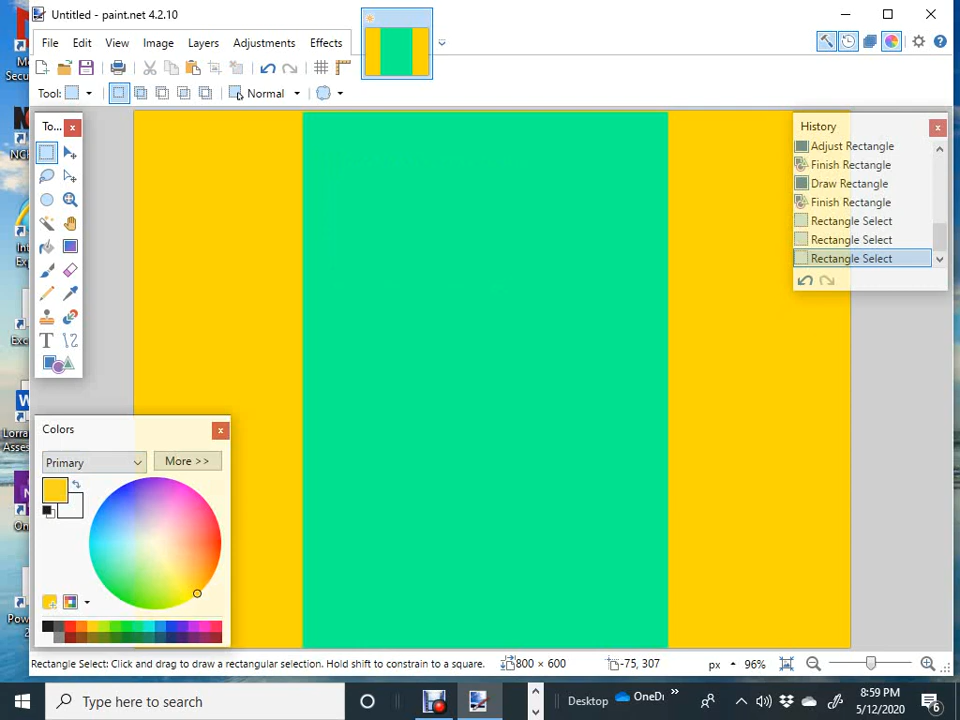 Untitled - paint.net 4.2.10
File Edit View Image Layers Adjustments Effects
Tool: Normal
To...
History
Adjust Rectangle
Finish Rectangle
Draw Rectangle
Finish Rectangle
Rectangle Select
Rectangle Select
Rectangle Select
Colors
Primary More >>
Rectangle Select: Click and drag to draw a rectangular selection. Hold shift to constrain to a square. 800 × 600 -75, 307 px 96%
Type here to search
Desktop OneDr »
8:59 PM
5/12/2020
6